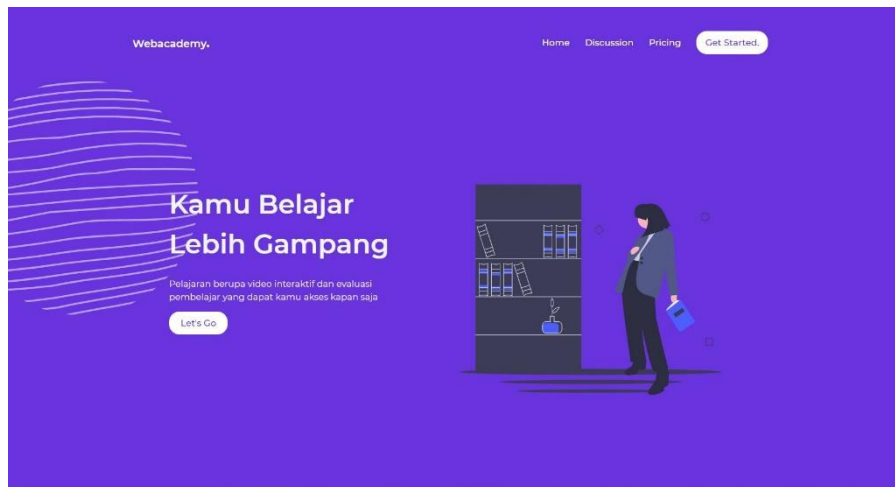 Webacademy.
Home Discussion Pricing Get Started.
Kamu Belajar
Lebih Gampang
Pelajaran berupa video interaktif dan evaluasi
pembelajar yang dapat kamu akses kapan saja
Let's Go